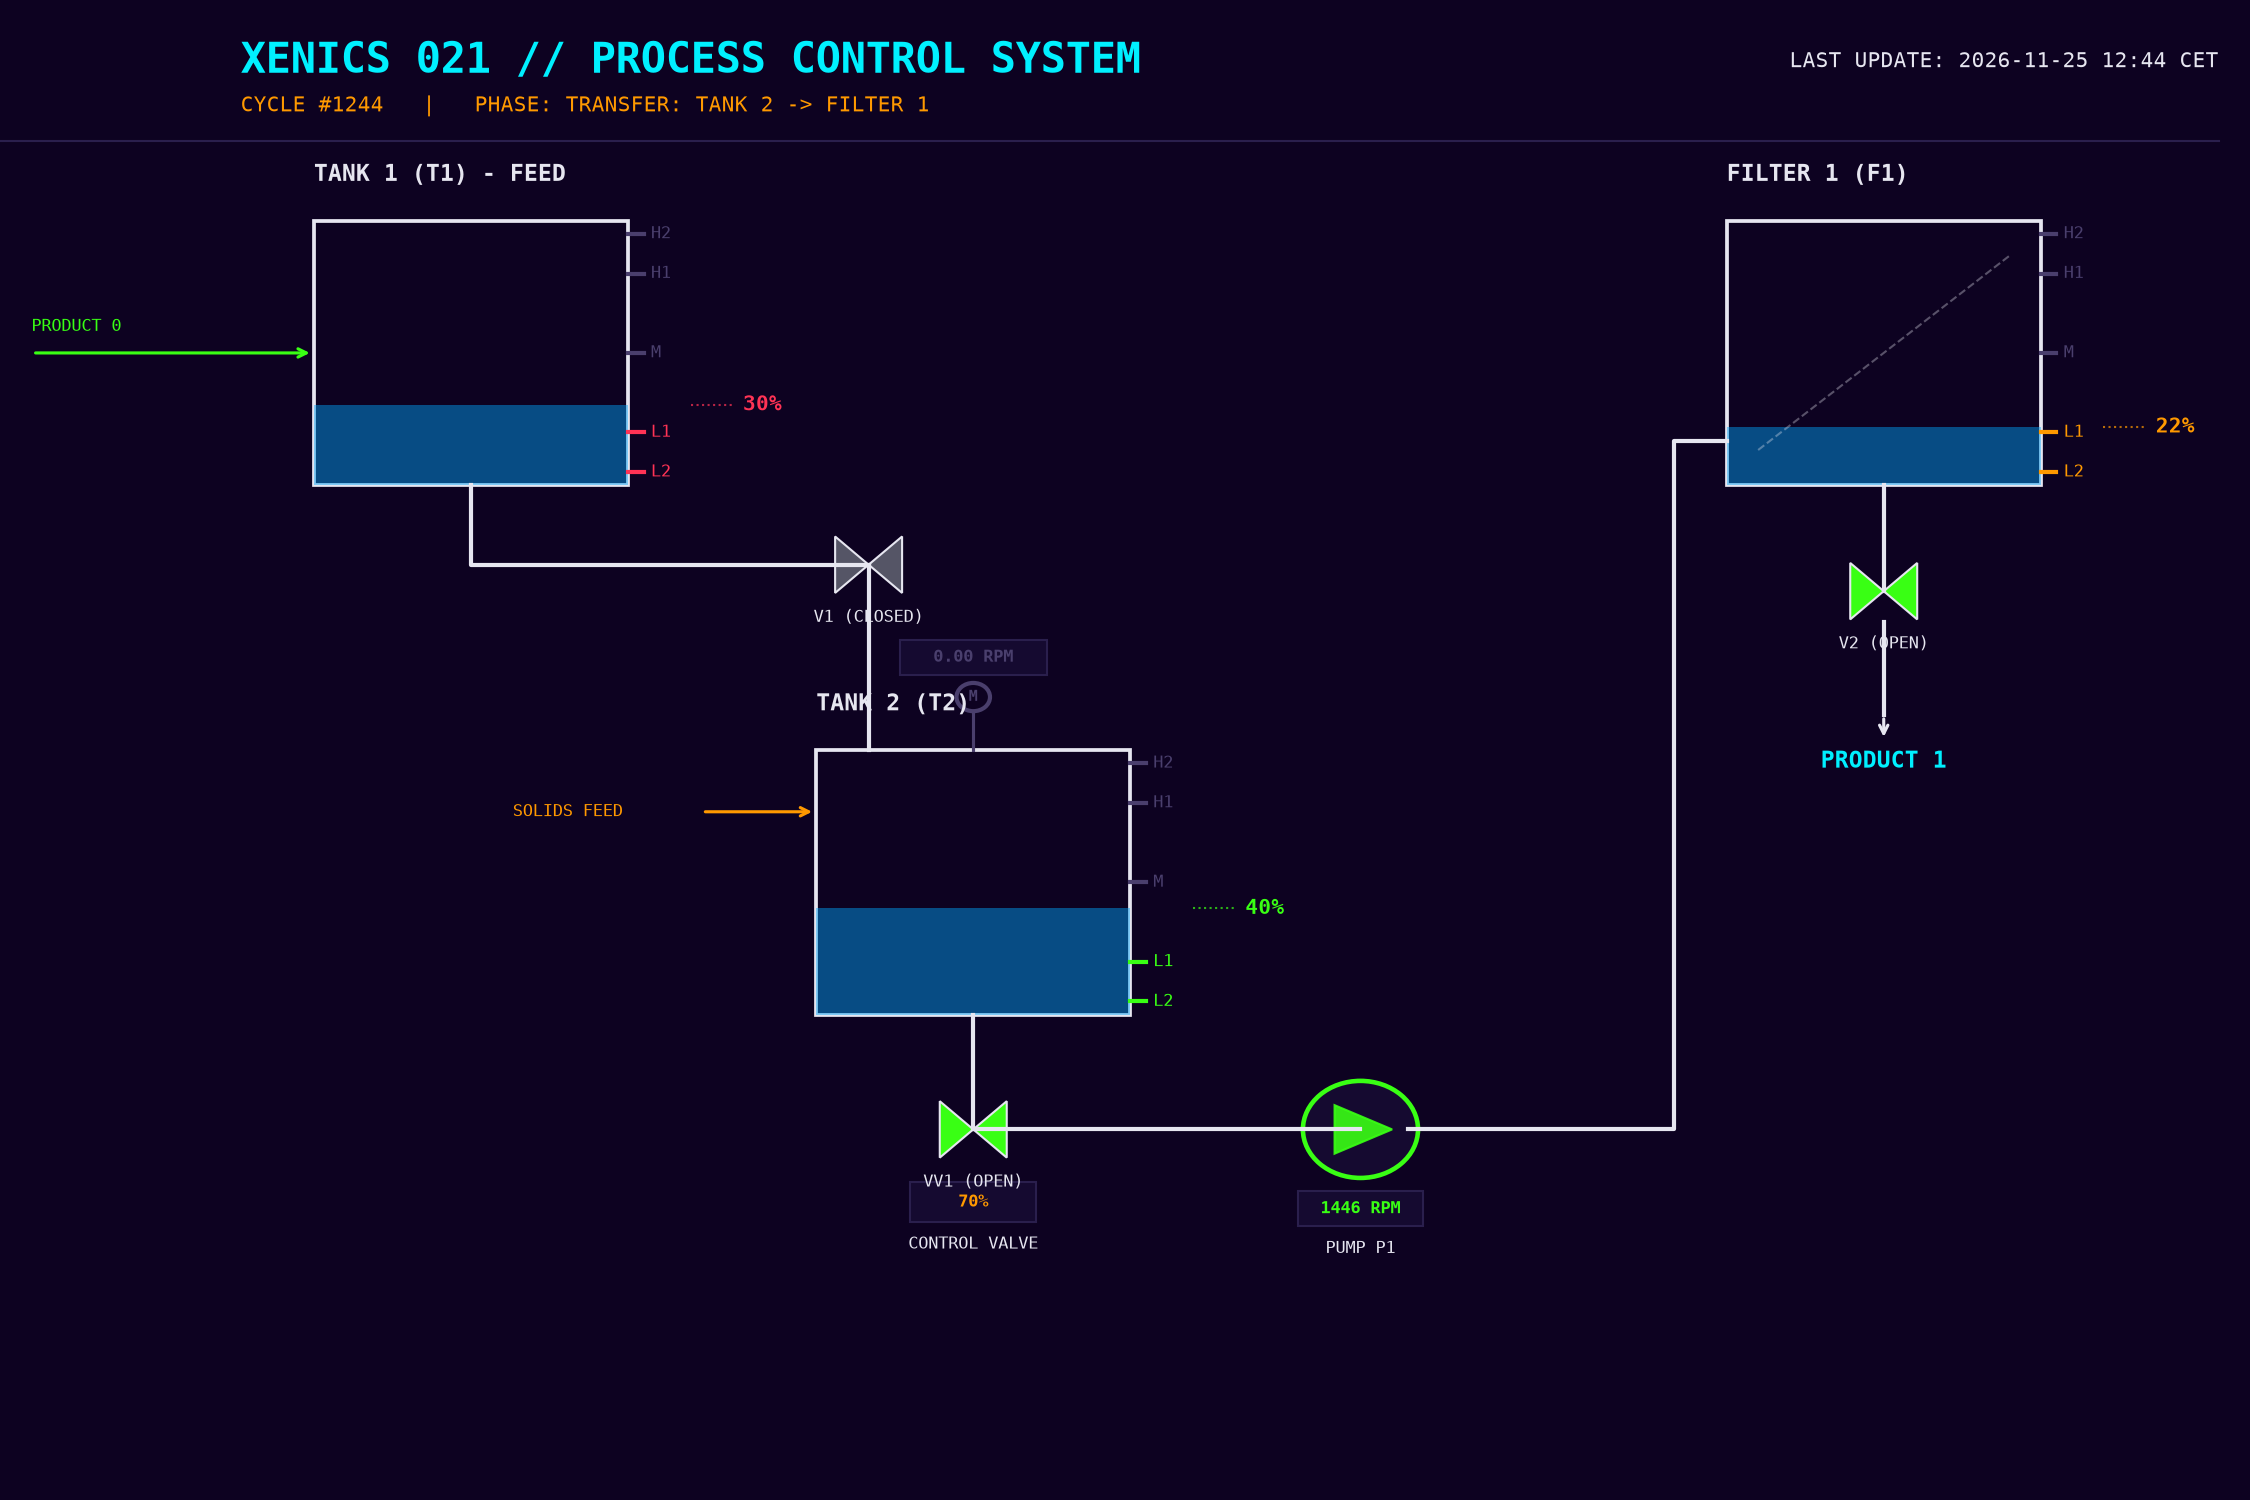 XENICS 021 // PROCESS CONTROL SYSTEM
LAST UPDATE: 2026-11-25 12:44 CET
CYCLE #1244 | PHASE: TRANSFER: TANK 2 -> FILTER 1
TANK 1 (T1) - FEED
H2
H1
M
L1
L2
30%
PRODUCT 0
FILTER 1 (F1)
H2
H1
M
L1
L2
22%
V1 (CLOSED)
0.00 RPM
M
TANK 2 (T2)
V2 (OPEN)
PRODUCT 1
SOLIDS FEED
H2
H1
M
40%
L1
L2
VV1 (OPEN)
70%
CONTROL VALVE
1446 RPM
PUMP P1